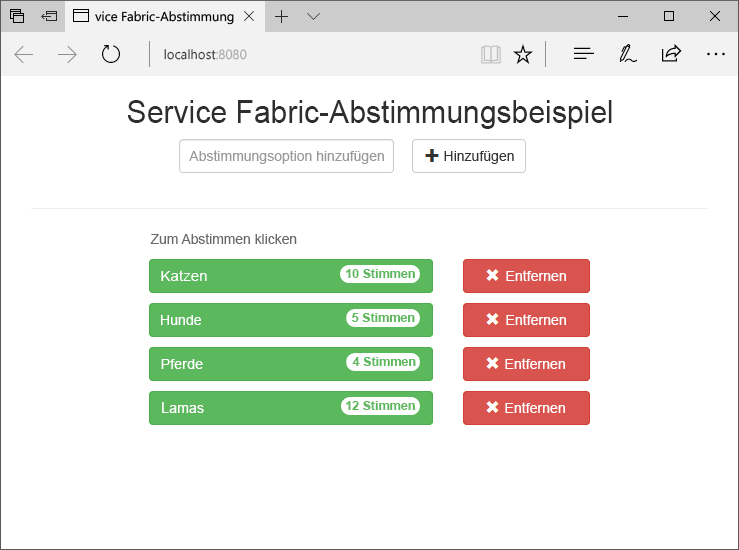 vice Fabric-Abstimmung
localhost:8080
Service Fabric-Abstimmungsbeispiel
Abstimmungsoption hinzufügen
Hinzufügen
Zum Abstimmen klicken
Katzen 10 Stimmen Entfernen
Hunde 5 Stimmen Entfernen
Pferde 4 Stimmen Entfernen
Lamas 12 Stimmen Entfernen